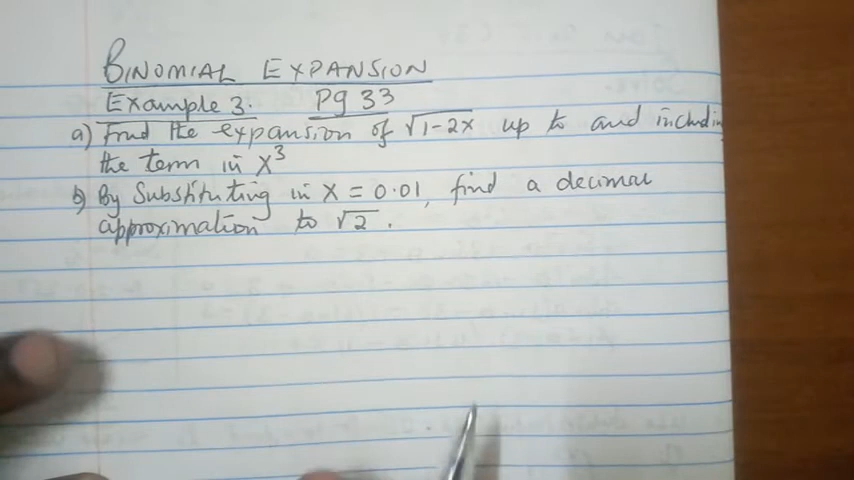 BINOMIAL EXPANSION
Example 3. Pg 33
a) Find the expansion of √1-2x up to and includin
the term in x³
b) By Substituting in x = 0.01, find a decimal
approximation to √2.